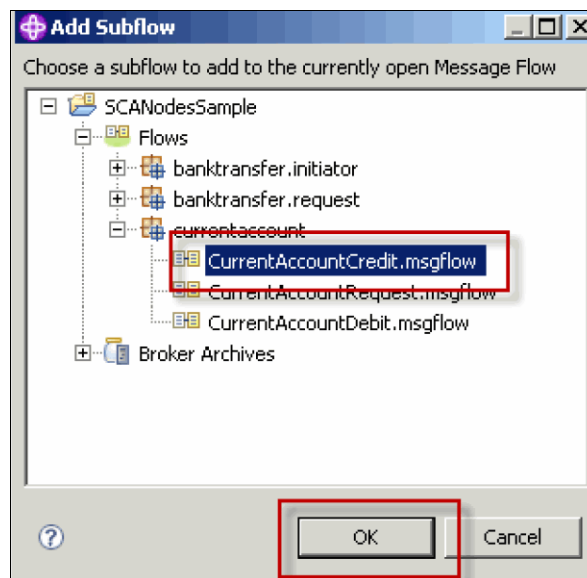 Add Subflow
Choose a subflow to add to the currently open Message Flow
SCANodesSample
Flows
banktransfer.initiator
banktransfer.request
currentaccount
CurrentAccountCredit.msgflow
CurrentAccountRequest.msgflow
CurrentAccountDebit.msgflow
Broker Archives
OK Cancel